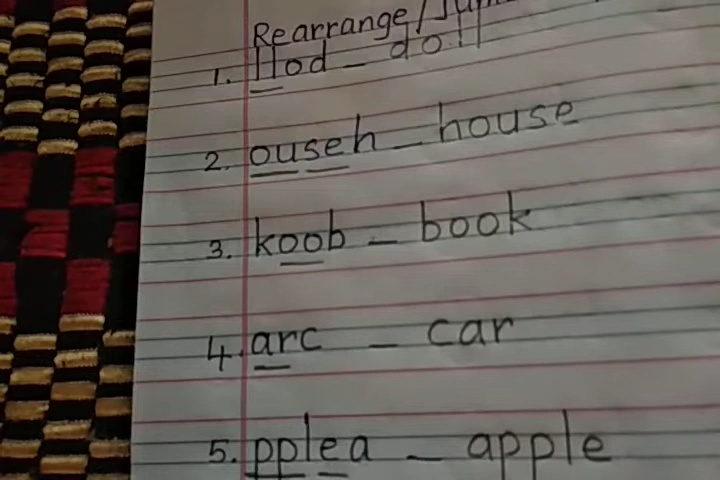 Rearrange/
1. llod - doll
2. ouseh - house
3. koob - book
4. arc - car
5. pplea - apple